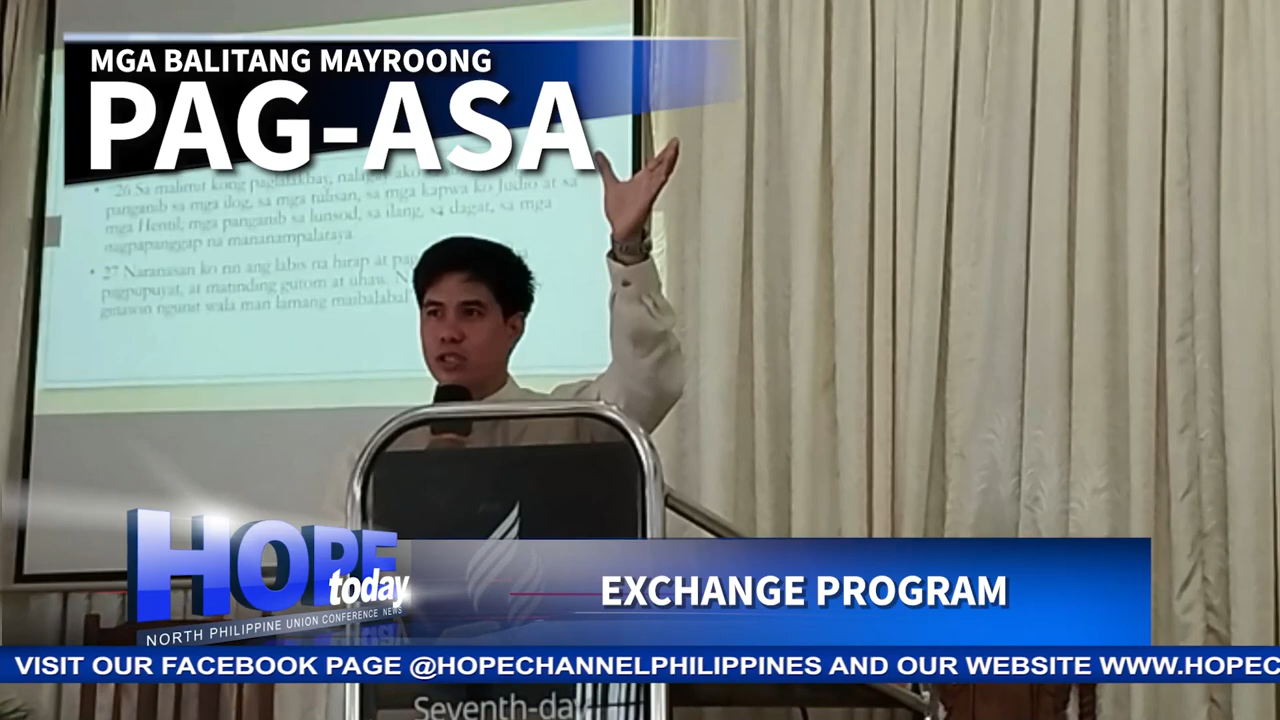 MGA BALITANG MAYROONG
PAG-ASA
• 26 Sa malimit kong paglalakbay, nalagay ako
panganib sa mga ilog, sa mga tulisan, sa mga kapwa ko Judio at sa
mga Hentil; mga panganib sa lunsod, sa ilang, sa dagat, sa mga
nagpapanggap na mananampalataya
• 27 Naranasan ko rin ang labis na hirap at
pagpupuyat, at matinding gutom at uhaw.
ginawin ngunit wala man lamang maibalabal
HOPE
today
NORTH PHILIPPINE UNION CONFERENCE NEWS
EXCHANGE PROGRAM
VISIT OUR FACEBOOK PAGE @HOPECHANNELPHILIPPINES AND OUR WEBSITE WWW.HOPEC
Seventh-day